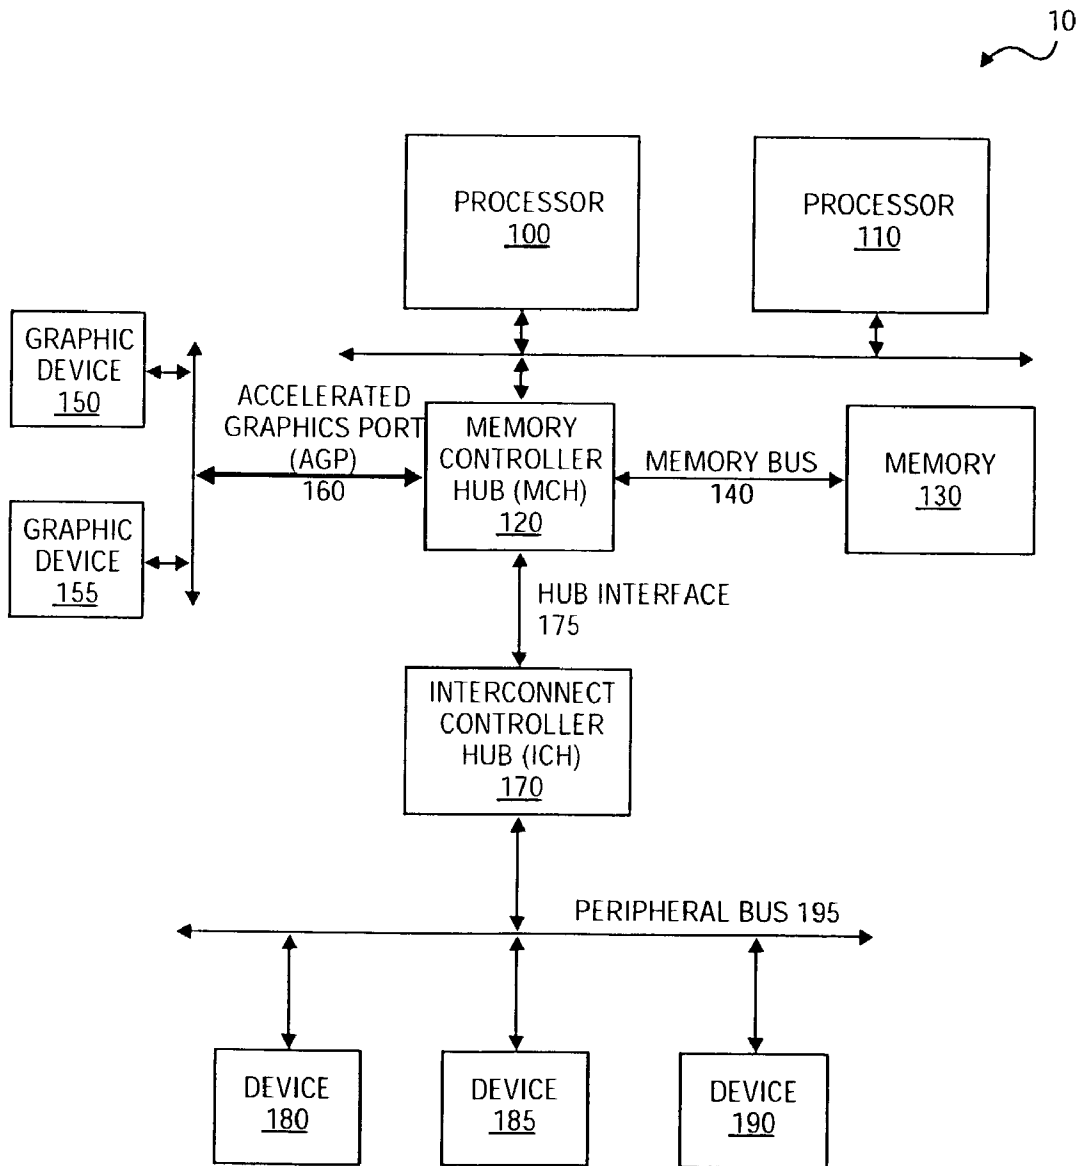 10
PROCESSOR
100
PROCESSOR
110
GRAPHIC
DEVICE
150
ACCELERATED
GRAPHICS PORT
(AGP)
160
MEMORY
CONTROLLER
HUB (MCH)
120
MEMORY BUS
140
MEMORY
130
GRAPHIC
DEVICE
155
HUB INTERFACE
175
INTERCONNECT
CONTROLLER
HUB (ICH)
170
PERIPHERAL BUS 195
DEVICE
180
DEVICE
185
DEVICE
190